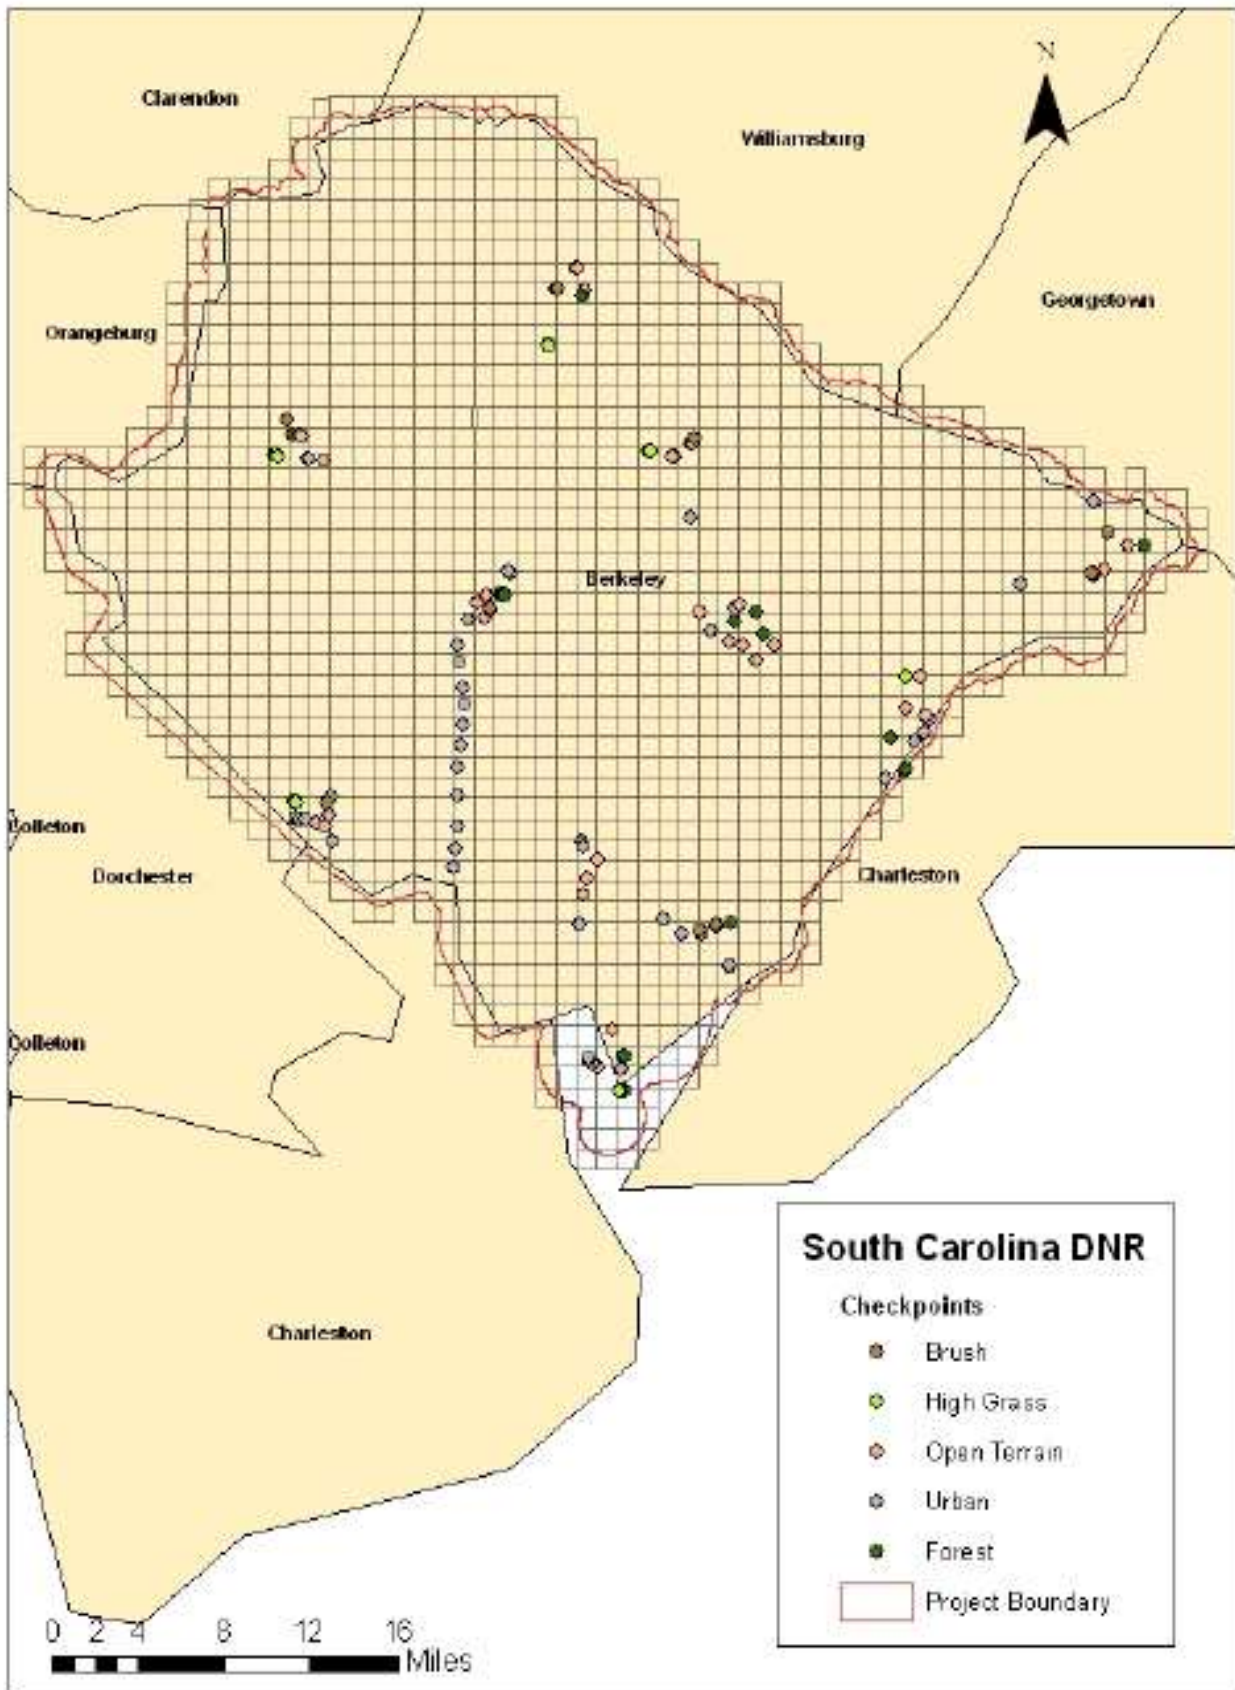 N
Clarendon
Williamsburg
Georgetown
Orangeburg
Berkeley
Colleton
Dorchester
Charleston
Colleton
Charleston
South Carolina DNR
Checkpoints
Brush
High Grass
Open Terrain
Urban
Forest
Project Boundary
0 2 4 8 12 16
Miles